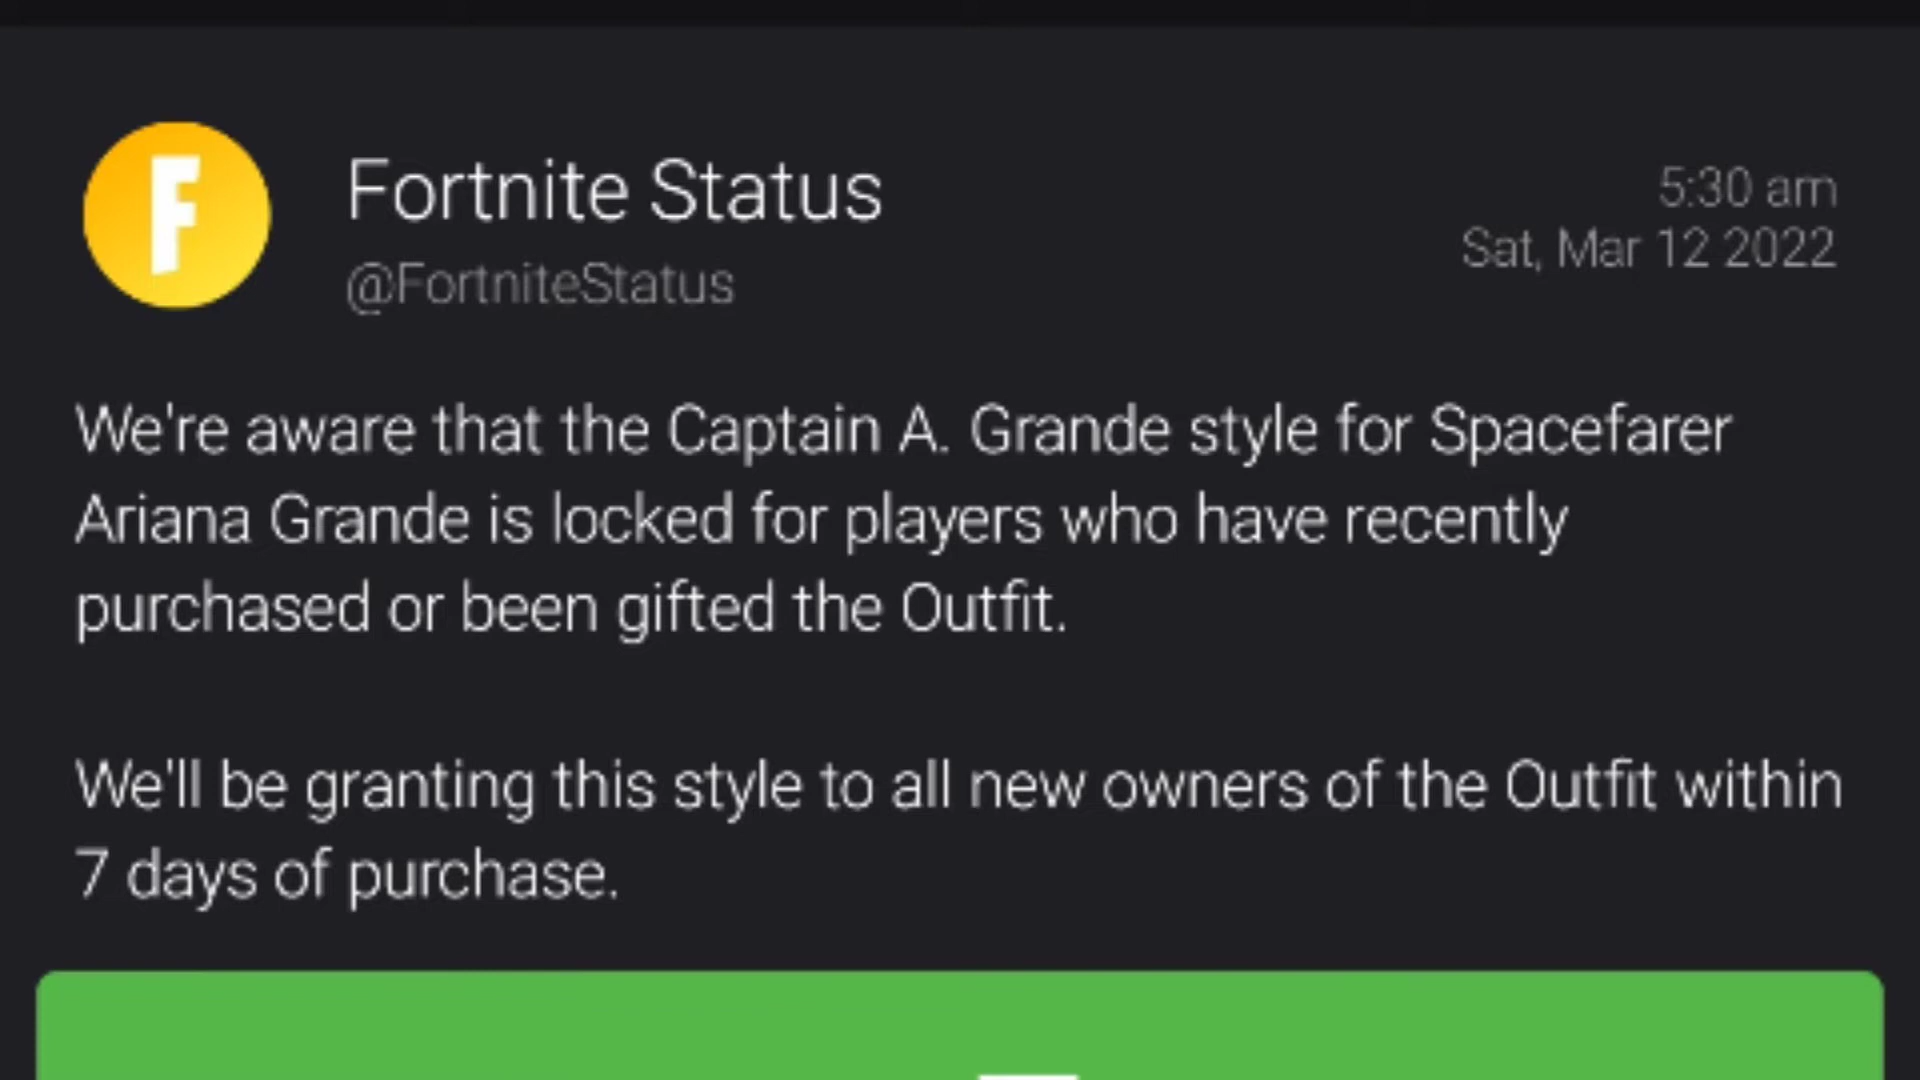 F
Fortnite Status
@FortniteStatus
5:30 am
Sat, Mar 12 2022
We're aware that the Captain A. Grande style for Spacefarer
Ariana Grande is locked for players who have recently
purchased or been gifted the Outfit.
We'll be granting this style to all new owners of the Outfit within
7 days of purchase.